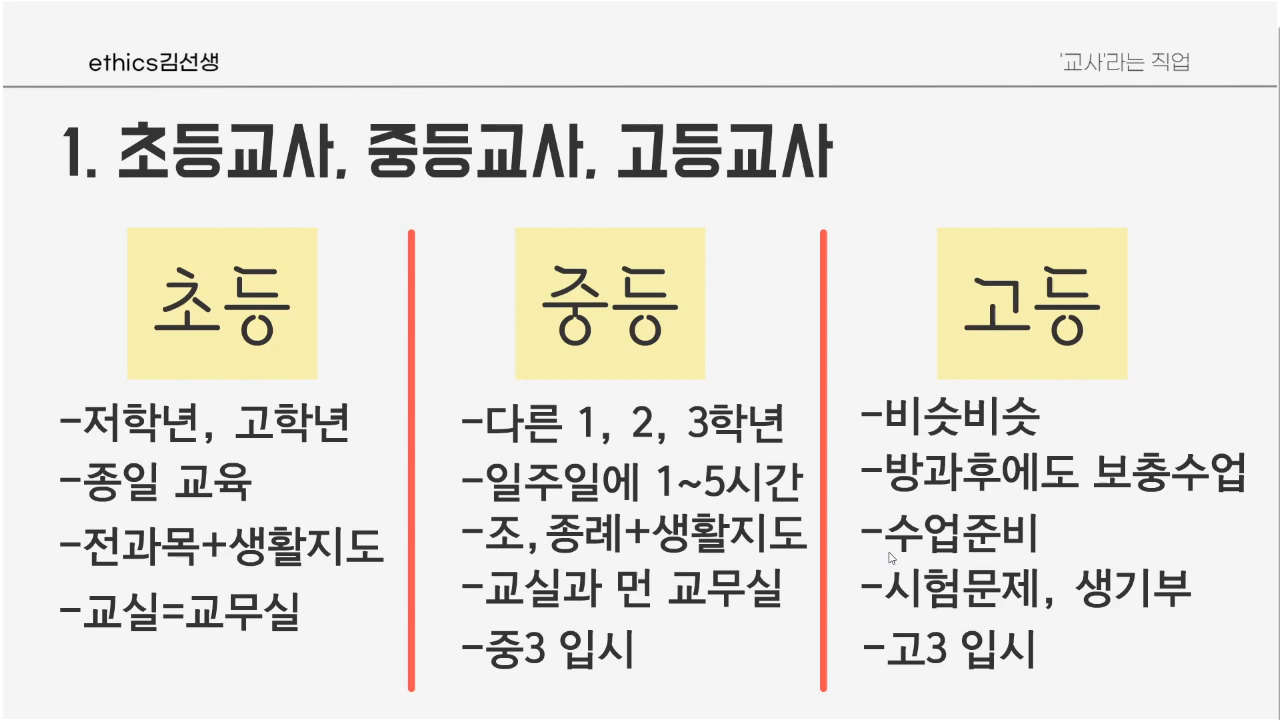 ethics김선생
'교사'라는 직업
1. 초등교사, 중등교사, 고등교사
초등
-저학년, 고학년
-종일 교육
-전과목+생활지도
-교실=교무실
중등
-다른 1, 2, 3학년
-일주일에 1~5시간
-조,종례+생활지도
-교실과 먼 교무실
-중3 입시
고등
-비슷비슷
-방과후에도 보충수업
-수업준비
-시험문제, 생기부
-고3 입시